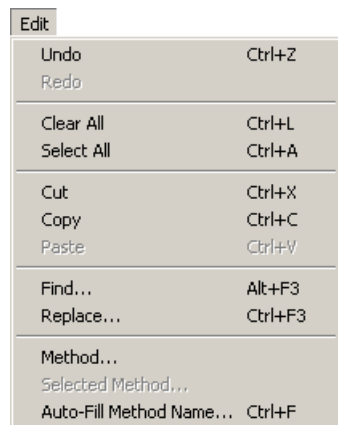 Edit
Undo Ctrl+Z
Redo
Clear All Ctrl+L
Select All Ctrl+A
Cut Ctrl+X
Copy Ctrl+C
Paste Ctrl+V
Find... Alt+F3
Replace... Ctrl+F3
Method...
Selected Method...
Auto-Fill Method Name... Ctrl+F